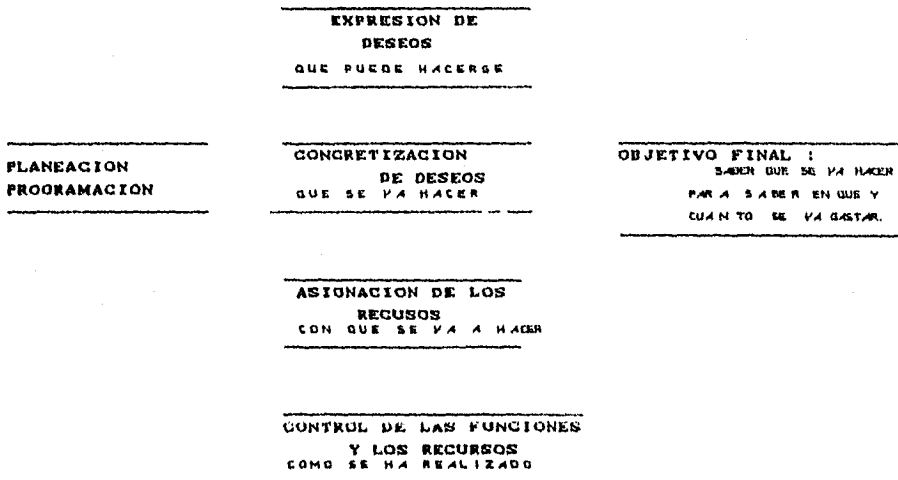 EXPRESION DE
DESEOS
QUE PUEDE HACERSE
PLANEACION
PROGRAMACION
CONCRETIZACION
DE DESEOS
QUE SE VA HACER
OBJETIVO FINAL :
SABER QUE SE VA HACER
PARA SABER EN QUE Y
CUANTO SE VA GASTAR.
ASIGNACION DE LOS
RECUSOS
CON QUE SE VA A HACER
CONTROL DE LAS FUNCIONES
Y LOS RECURSOS
COMO SE HA REALIZADO